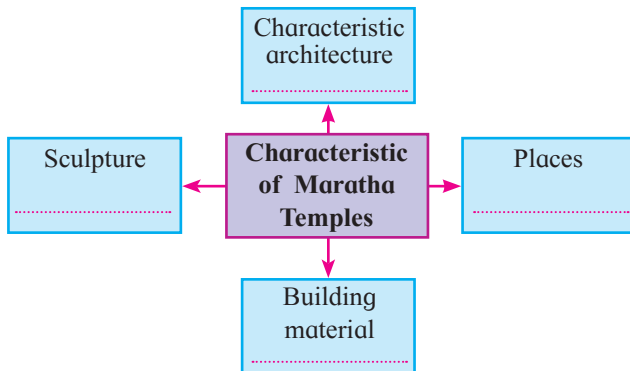 Characteristic
architecture
Sculpture
Characteristic
of Maratha
Temples
Places
Building
material